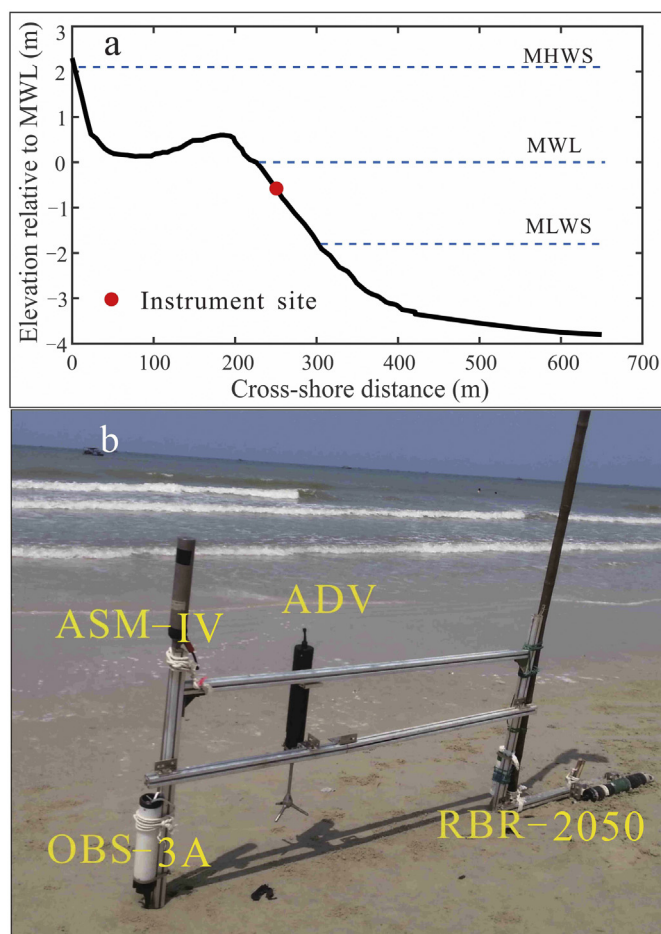 a
Elevation relative to MWL (m)
3
2
1
0
−1
−2
−3
−4
MHWS
MWL
MLWS
Instrument site
0
100
200
300
400
500
600
700
Cross-shore distance (m)
b
ASM−IV
ADV
OBS−3A
RBR−2050